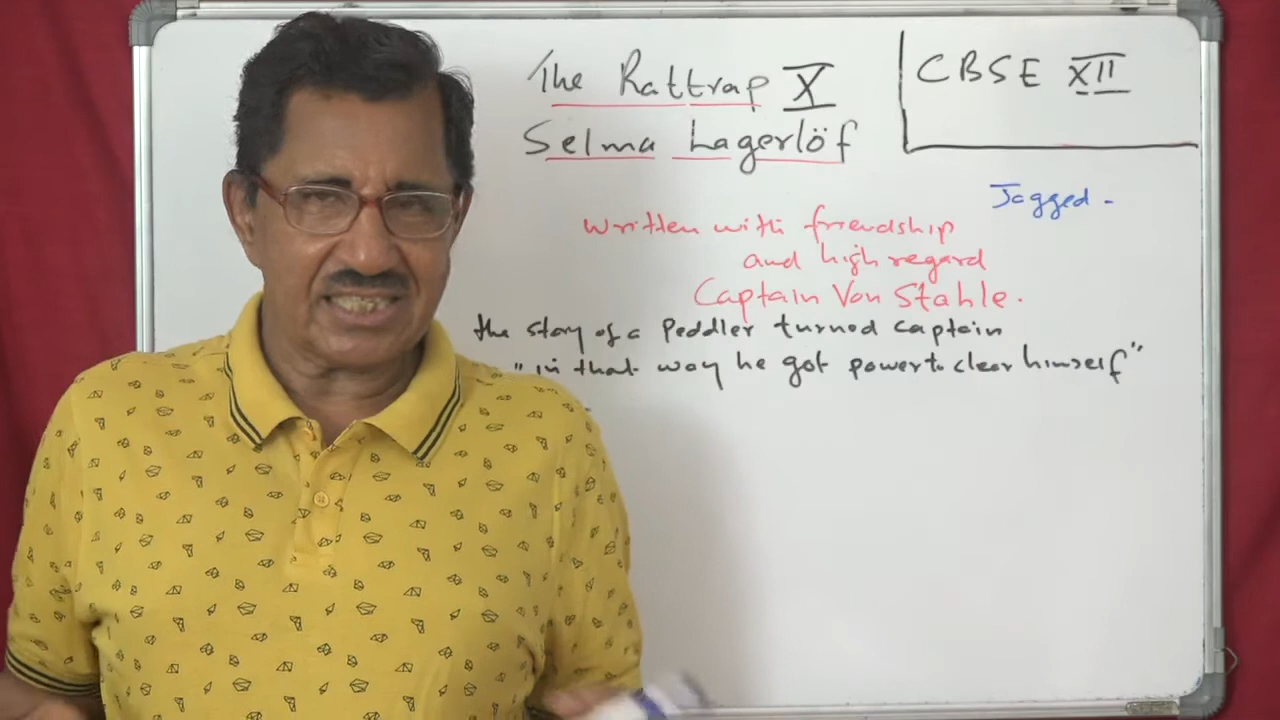 The Rattrap X
Selma Lagerlöf
CBSE XII
Jagged -
Written with friendship
and high regard
Captain Von Stahle.
the story of a Peddler turned captain
"in that way he got power to clear himself"